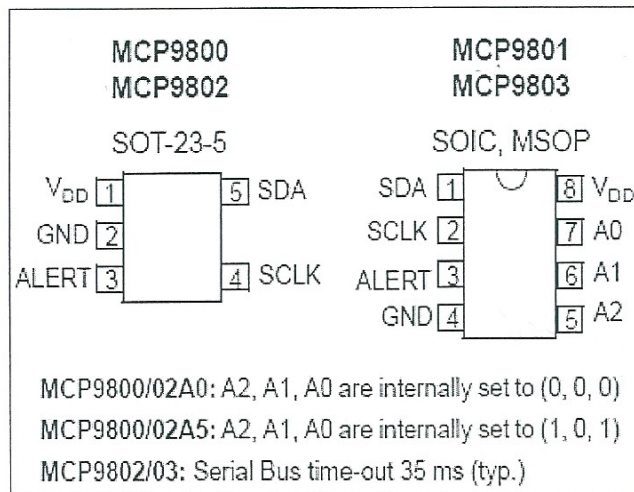 MCP9800
MCP9802
SOT-23-5
VDD 1
5 SDA
GND 2
ALERT 3
4 SCLK
MCP9801
MCP9803
SOIC, MSOP
SDA 1
8 VDD
SCLK 2
7 A0
ALERT 3
6 A1
GND 4
5 A2
MCP9800/02A0: A2, A1, A0 are internally set to (0, 0, 0)
MCP9800/02A5: A2, A1, A0 are internally set to (1, 0, 1)
MCP9802/03: Serial Bus time-out 35 ms (typ.)